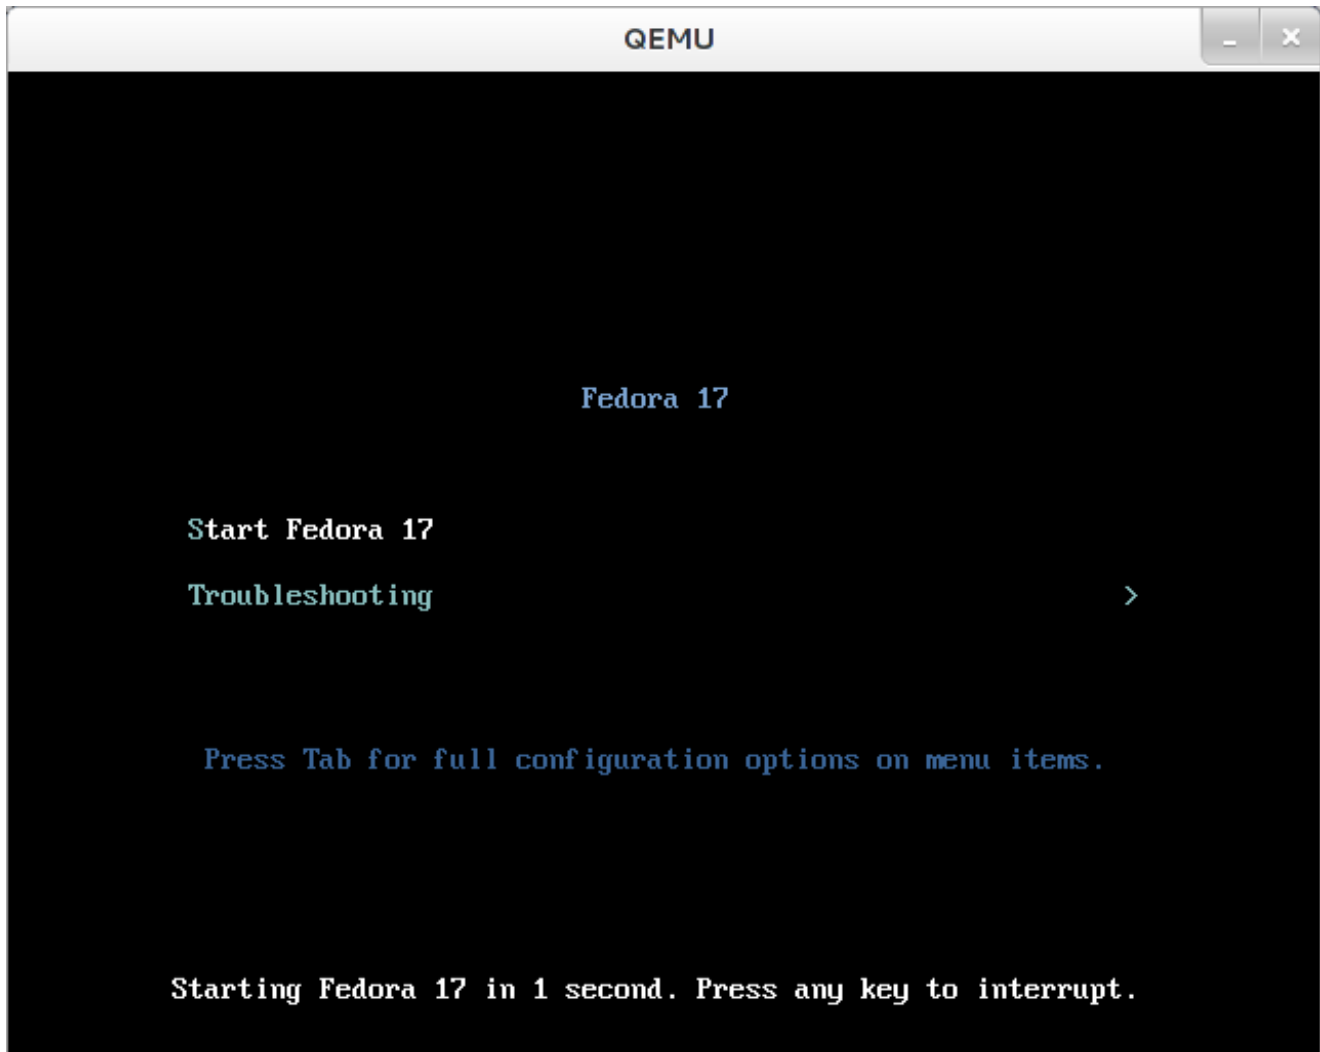 QEMU
Fedora 17
Start Fedora 17
Troubleshooting >
Press Tab for full configuration options on menu items.
Starting Fedora 17 in 1 second. Press any key to interrupt.